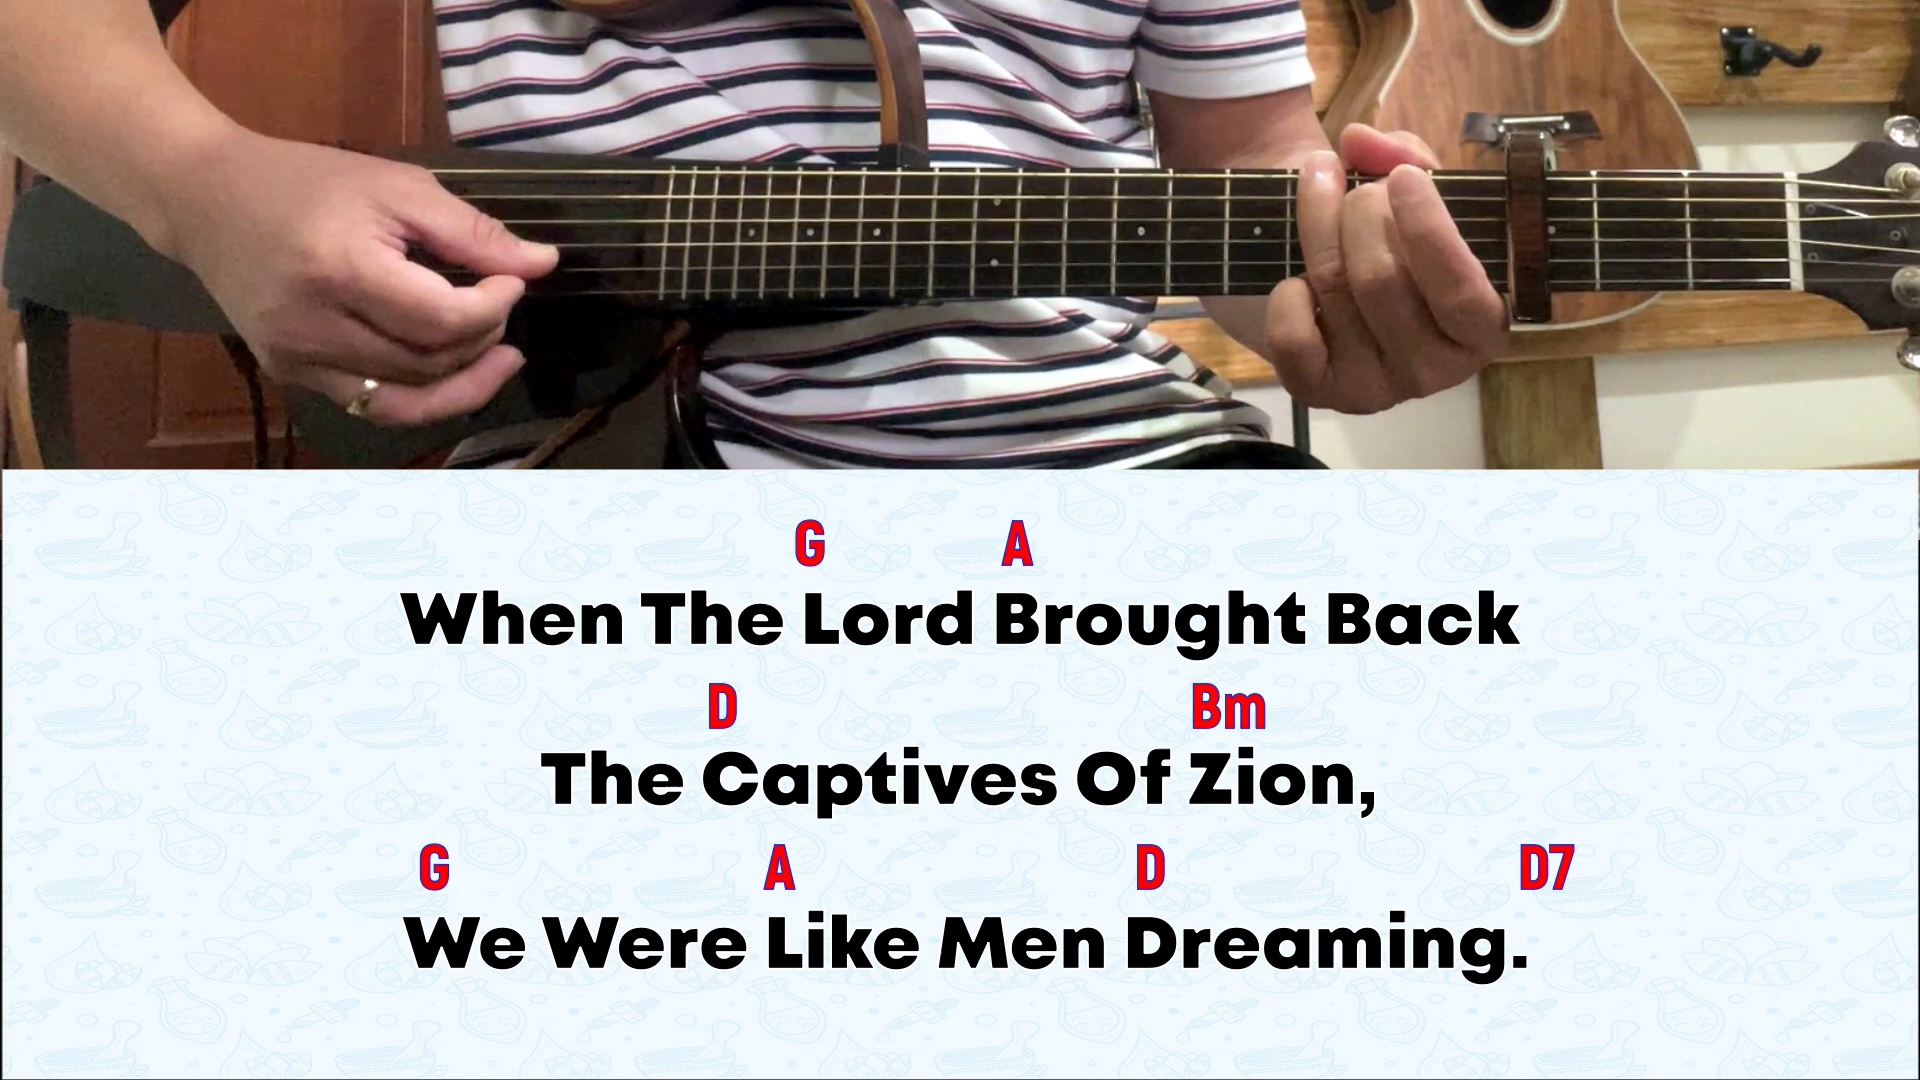 G A
When The Lord Brought Back
D Bm
The Captives Of Zion,
G A D D7
We Were Like Men Dreaming.